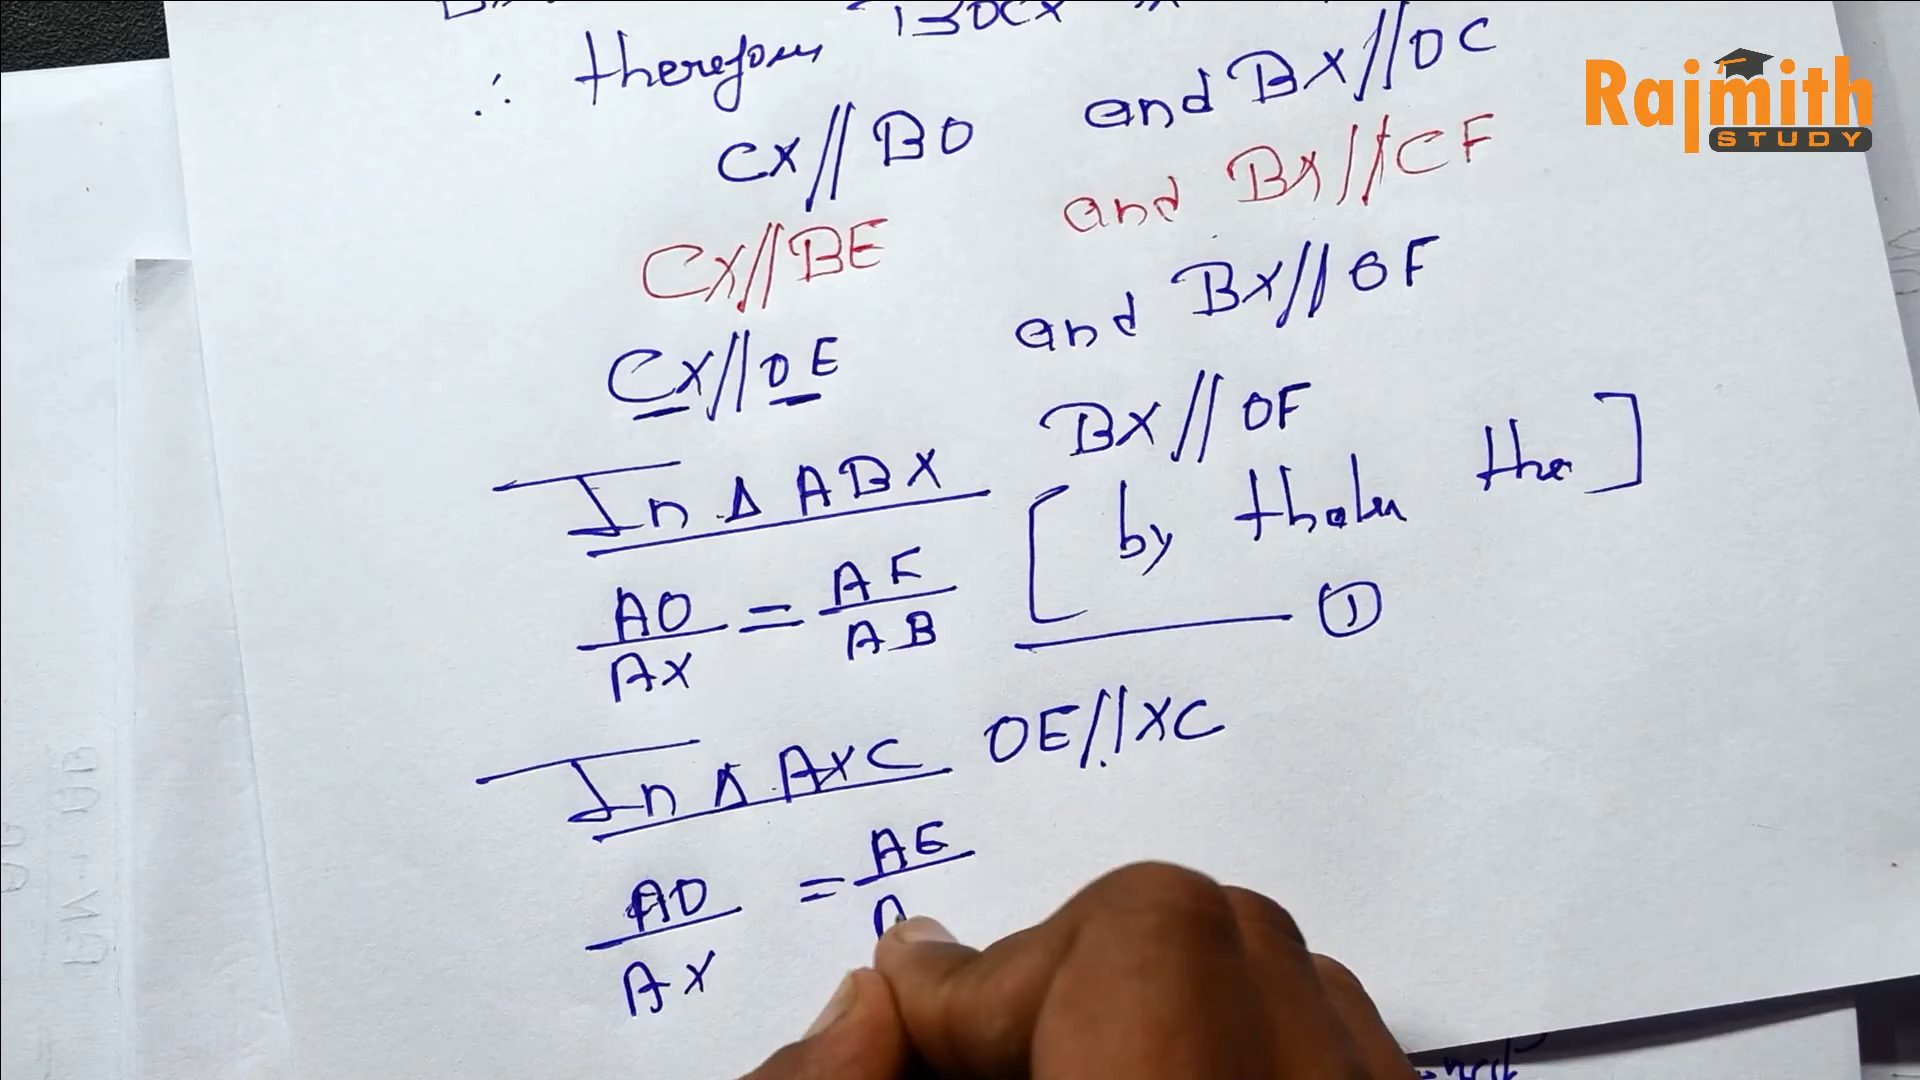 ∴ therefore BOCX
CX//BO and BX//OC
CX//BE and BX//CF
CX//OE and BX//OF
In Δ ABX BX//OF
[by thales the]
AO/AX = AF/AB ①
In Δ AXC OE//XC
AO/AX = AE/A
Rajmith
STUDY